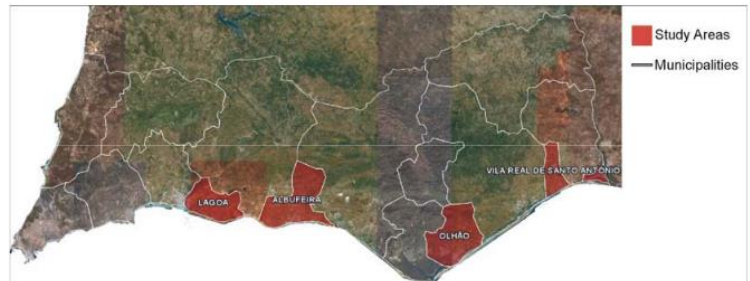 Study Areas
Municipalities
VILA REAL DE SANTO ANTÓNIO
LAGOA
ALBUFEIRA
OLHÃO